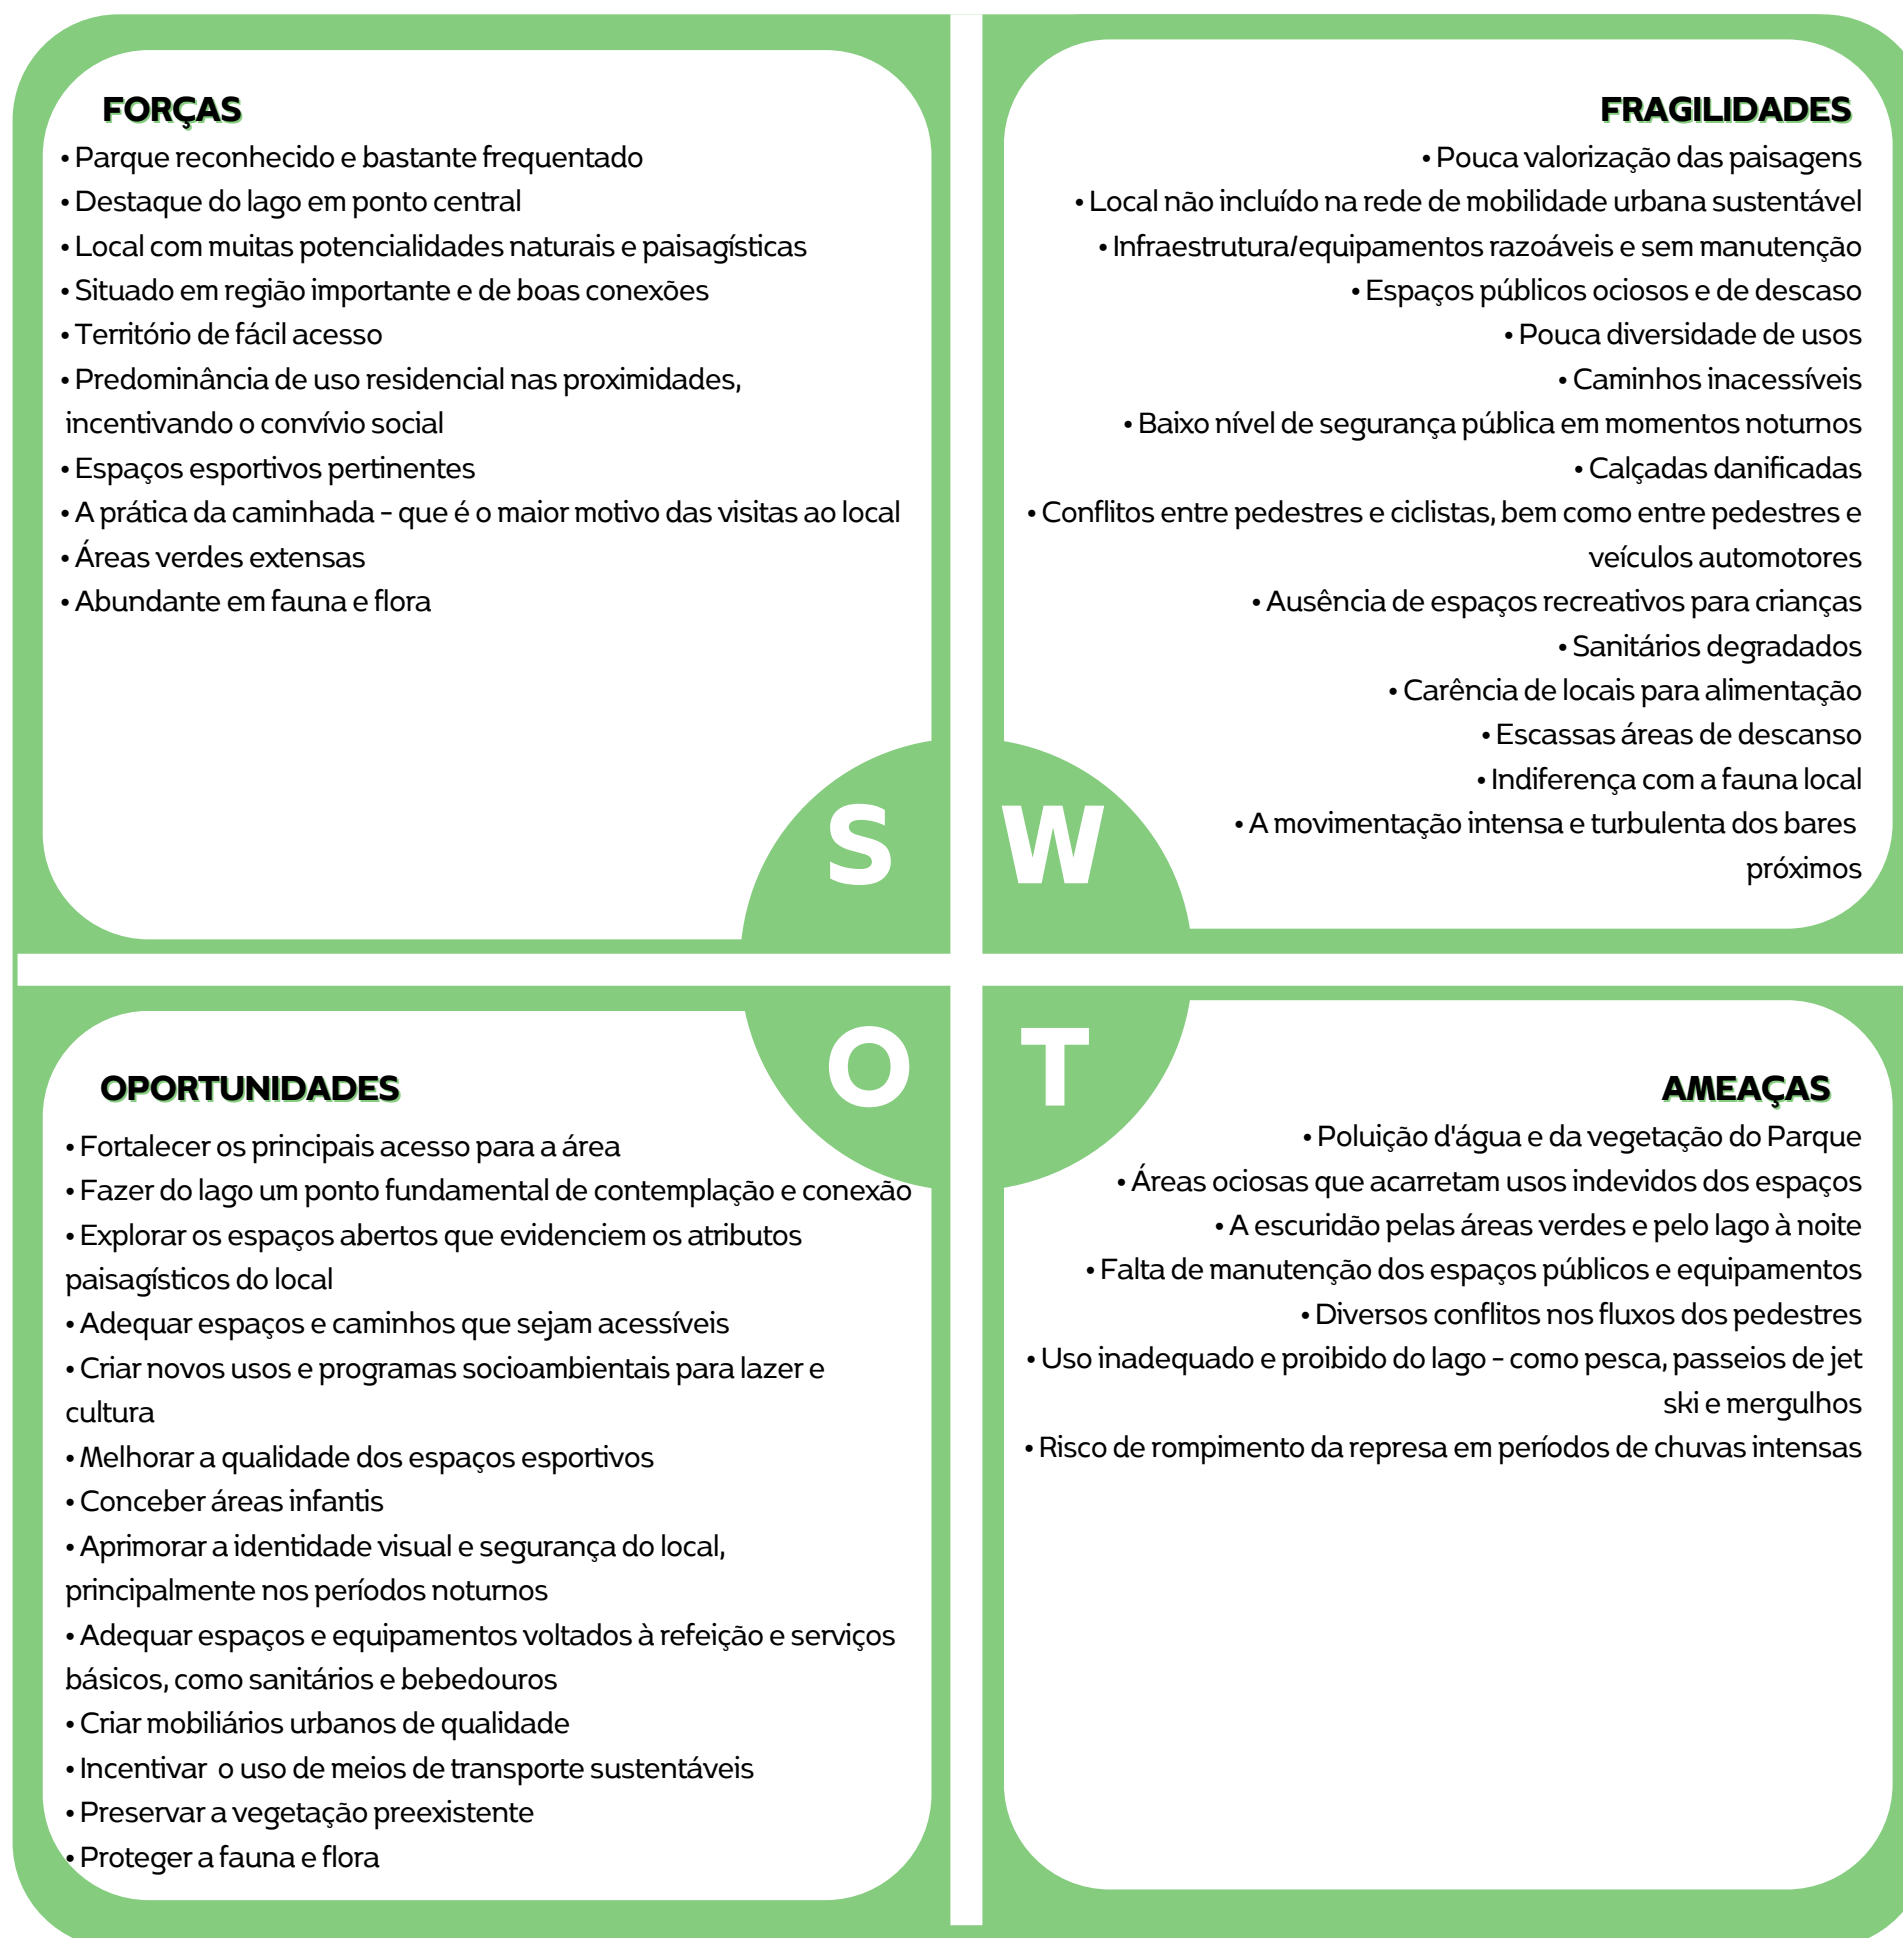 FORÇAS
• Parque reconhecido e bastante frequentado
• Destaque do lago em ponto central
• Local com muitas potencialidades naturais e paisagísticas
• Situado em região importante e de boas conexões
• Território de fácil acesso
• Predominância de uso residencial nas proximidades,
incentivando o convívio social
• Espaços esportivos pertinentes
• A prática da caminhada - que é o maior motivo das visitas ao local
• Áreas verdes extensas
• Abundante em fauna e flora
S
FRAGILIDADES
• Pouca valorização das paisagens
• Local não incluído na rede de mobilidade urbana sustentável
• Infraestrutura/equipamentos razoáveis e sem manutenção
• Espaços públicos ociosos e de descaso
• Pouca diversidade de usos
• Caminhos inacessíveis
• Baixo nível de segurança pública em momentos noturnos
• Calçadas danificadas
• Conflitos entre pedestres e ciclistas, bem como entre pedestres e
veículos automotores
• Ausência de espaços recreativos para crianças
• Sanitários degradados
• Carência de locais para alimentação
• Escassas áreas de descanso
• Indiferença com a fauna local
• A movimentação intensa e turbulenta dos bares
próximos
W
O
OPORTUNIDADES
• Fortalecer os principais acesso para a área
• Fazer do lago um ponto fundamental de contemplação e conexão
• Explorar os espaços abertos que evidenciem os atributos
paisagísticos do local
• Adequar espaços e caminhos que sejam acessíveis
• Criar novos usos e programas socioambientais para lazer e
cultura
• Melhorar a qualidade dos espaços esportivos
• Conceber áreas infantis
• Aprimorar a identidade visual e segurança do local,
principalmente nos períodos noturnos
• Adequar espaços e equipamentos voltados à refeição e serviços
básicos, como sanitários e bebedouros
• Criar mobiliários urbanos de qualidade
• Incentivar o uso de meios de transporte sustentáveis
• Preservar a vegetação preexistente
• Proteger a fauna e flora
T
AMEAÇAS
• Poluição d'água e da vegetação do Parque
• Áreas ociosas que acarretam usos indevidos dos espaços
• A escuridão pelas áreas verdes e pelo lago à noite
• Falta de manutenção dos espaços públicos e equipamentos
• Diversos conflitos nos fluxos dos pedestres
• Uso inadequado e proibido do lago - como pesca, passeios de jet
ski e mergulhos
• Risco de rompimento da represa em períodos de chuvas intensas